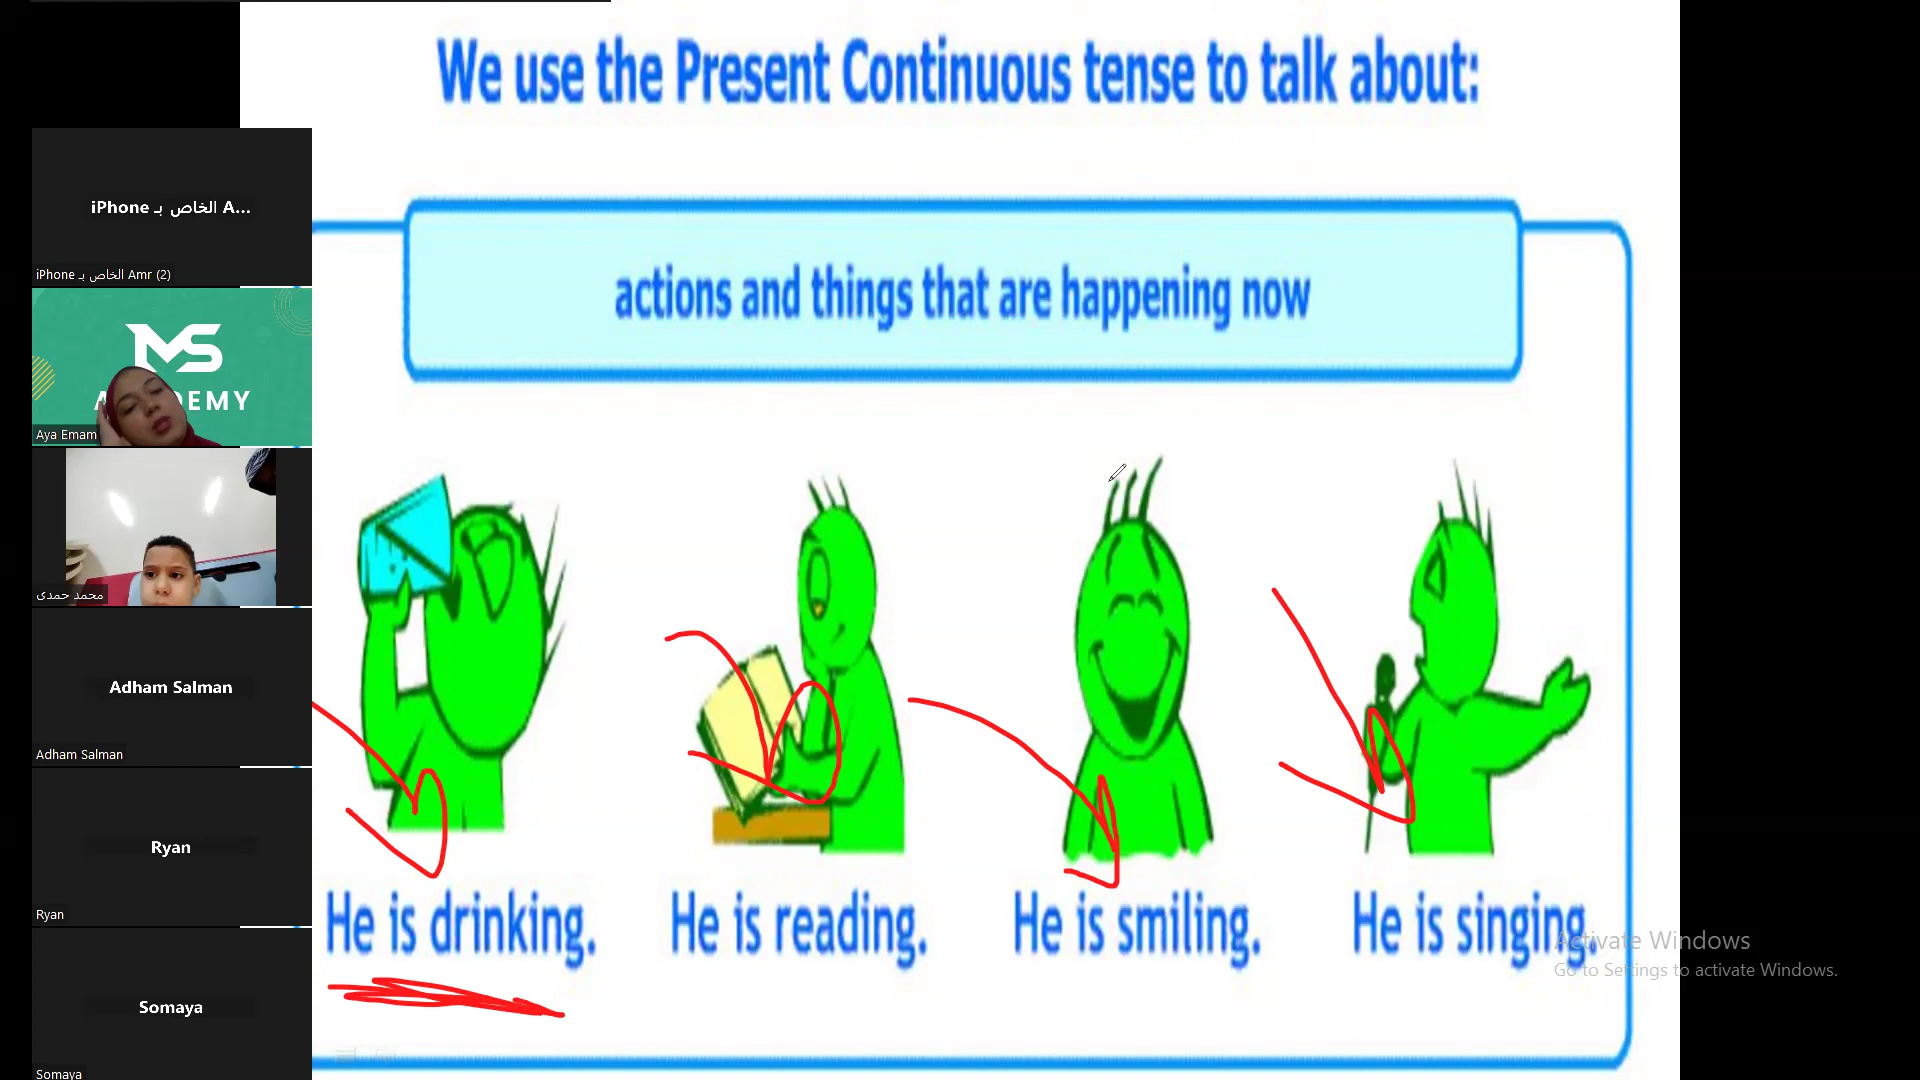 We use the Present Continuous tense to talk about:
actions and things that are happening now
He is drinking.
He is reading.
He is smiling.
He is singing.
iPhone الخاص بـ A...
iPhone الخاص بـ Amr (2)
MS
Aya Emam
محمد حمدى
Adham Salman
Adham Salman
Ryan
Ryan
Somaya
Somaya
Activate Windows
Go to Settings to activate Windows.